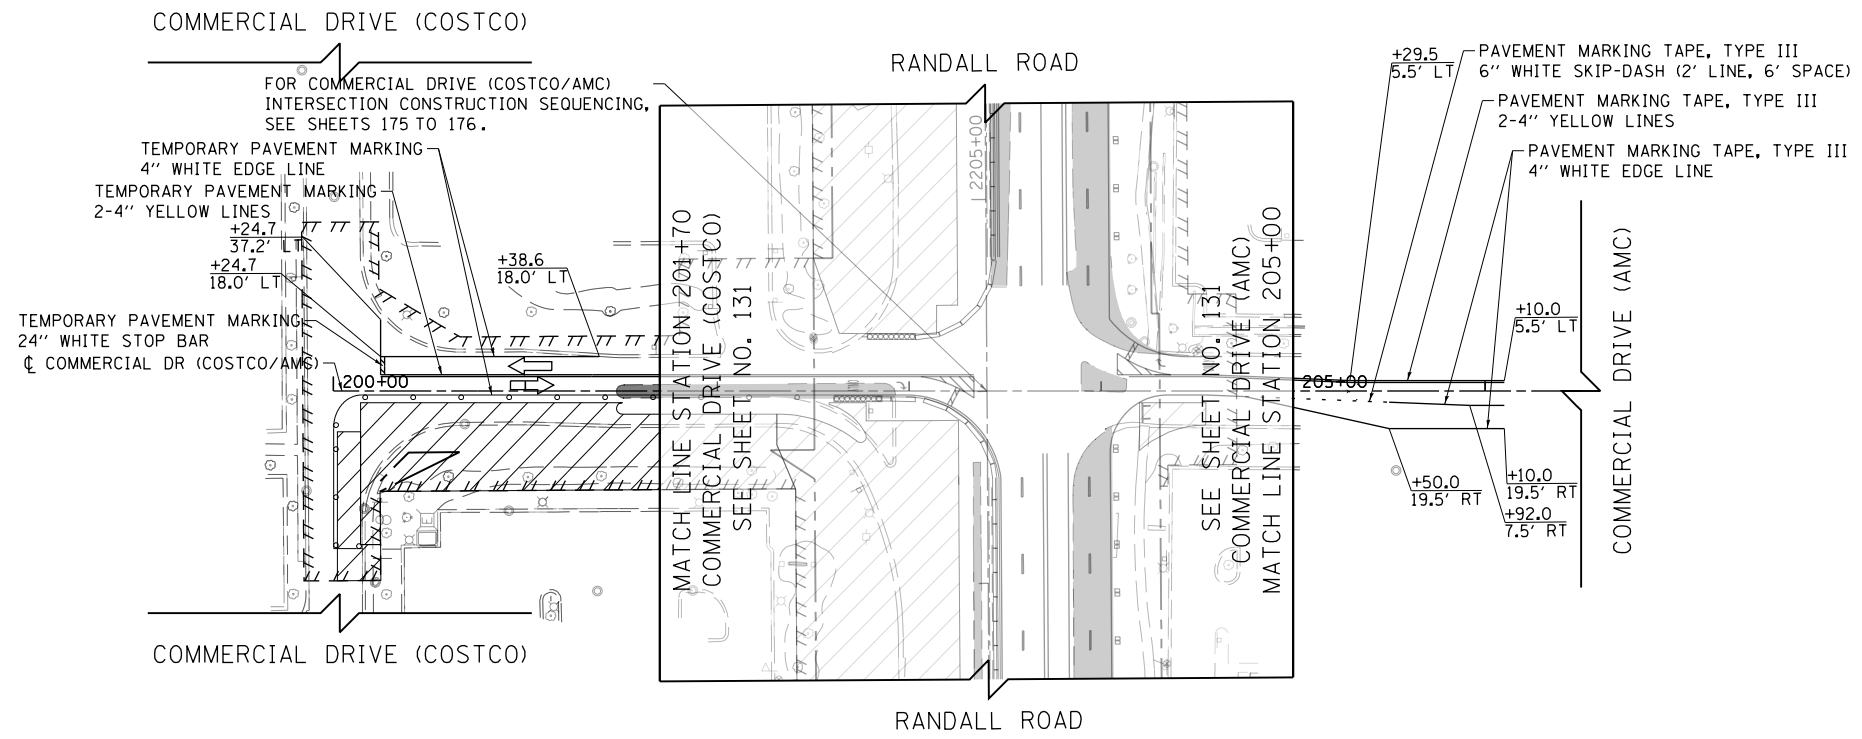 COMMERCIAL DRIVE (COSTCO)
RANDALL ROAD
FOR COMMERCIAL DRIVE (COSTCO/AMC)
INTERSECTION CONSTRUCTION SEQUENCING,
SEE SHEETS 175 TO 176.
TEMPORARY PAVEMENT MARKING
4" WHITE EDGE LINE
TEMPORARY PAVEMENT MARKING
2-4" YELLOW LINES
+24.7
37.2' LT
+24.7
18.0' LT
+38.6
18.0' LT
TEMPORARY PAVEMENT MARKING
24" WHITE STOP BAR
℄ COMMERCIAL DR (COSTCO/AMC)
200+00
MATCH LINE STATION 201+70
COMMERCIAL DRIVE (COSTCO)
SEE SHEET NO. 131
2205+00
SEE SHEET NO. 131
COMMERCIAL DRIVE (AMC)
MATCH LINE STATION 205+00
205+00
+29.5
5.5' LT
PAVEMENT MARKING TAPE, TYPE III
6" WHITE SKIP-DASH (2' LINE, 6' SPACE)
PAVEMENT MARKING TAPE, TYPE III
2-4" YELLOW LINES
PAVEMENT MARKING TAPE, TYPE III
4" WHITE EDGE LINE
+10.0
5.5' LT
+50.0
19.5' RT
+10.0
19.5' RT
+92.0
7.5' RT
COMMERCIAL DRIVE (AMC)
COMMERCIAL DRIVE (COSTCO)
RANDALL ROAD